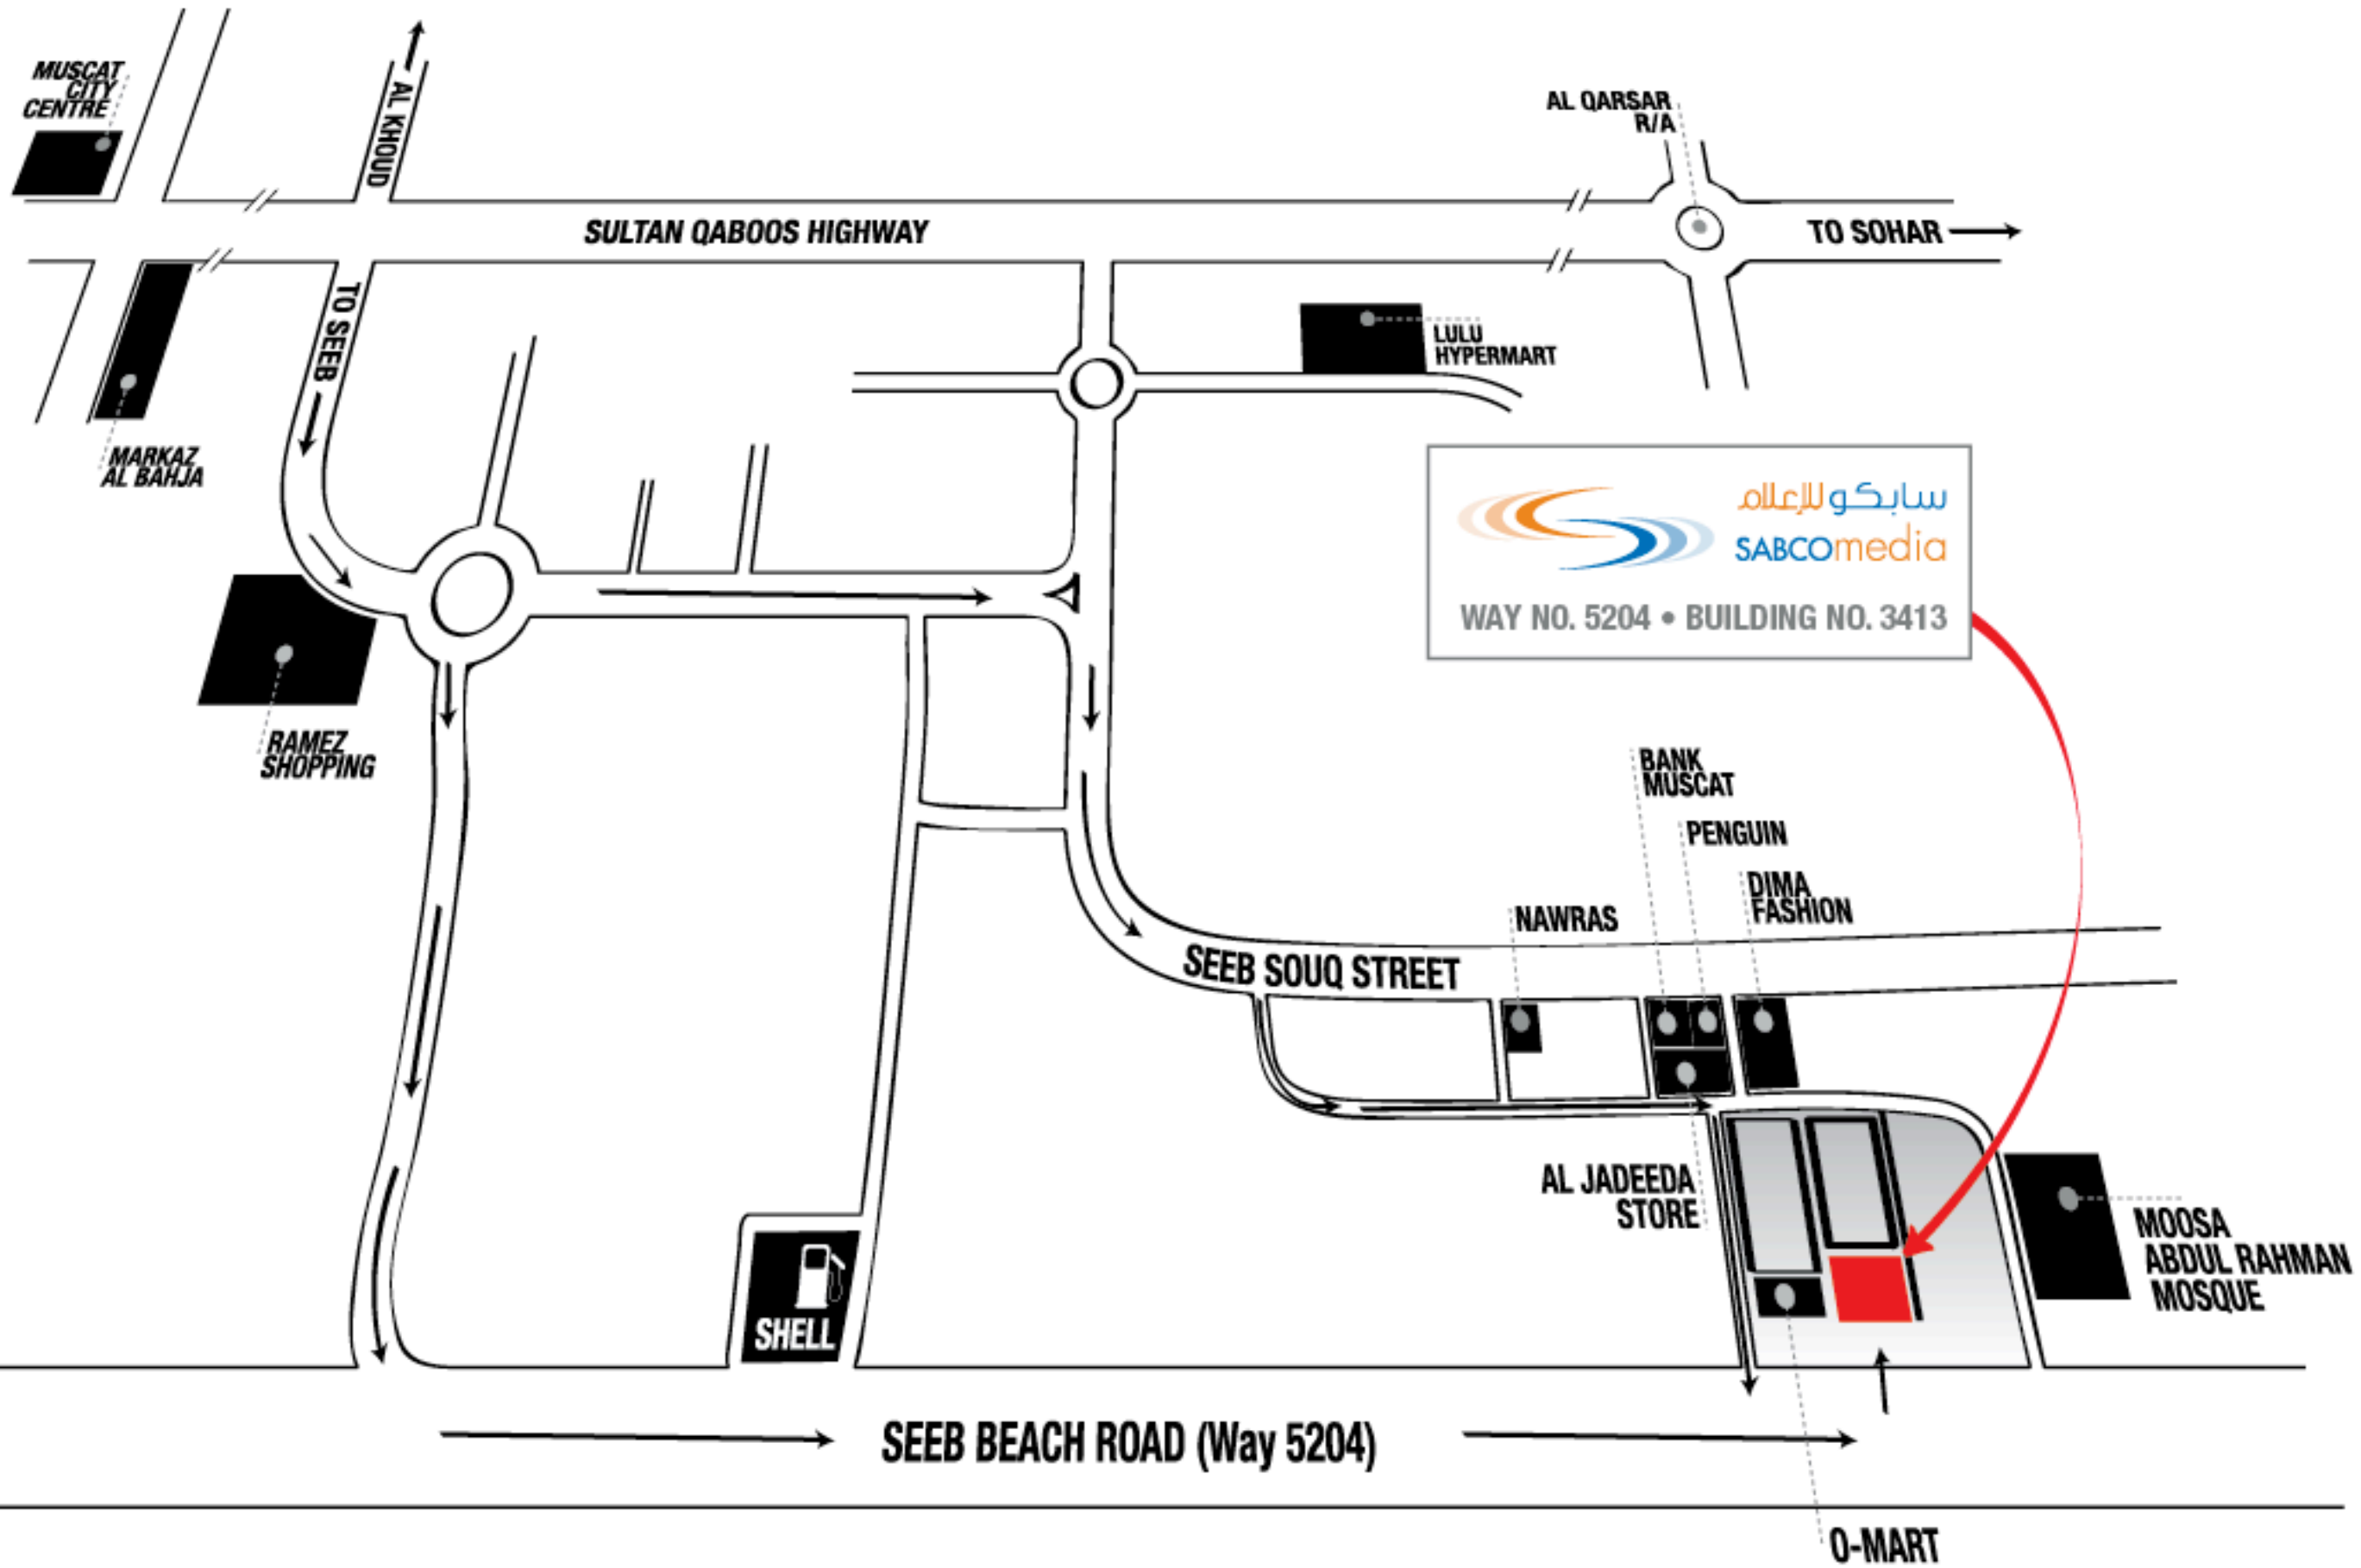 MUSCAT
CITY
CENTRE
AL KHOUD
AL QARSAR
R/A
SULTAN QABOOS HIGHWAY
TO SOHAR
TO SEEB
LULU
HYPERMART
MARKAZ
AL BAHJA
سابكو للإعلام
SABCOmedia
WAY NO. 5204 • BUILDING NO. 3413
RAMEZ
SHOPPING
BANK
MUSCAT
PENGUIN
DIMA
FASHION
NAWRAS
SEEB SOUQ STREET
AL JADEEDA
STORE
MOOSA
ABDUL RAHMAN
MOSQUE
SHELL
SEEB BEACH ROAD (Way 5204)
O-MART